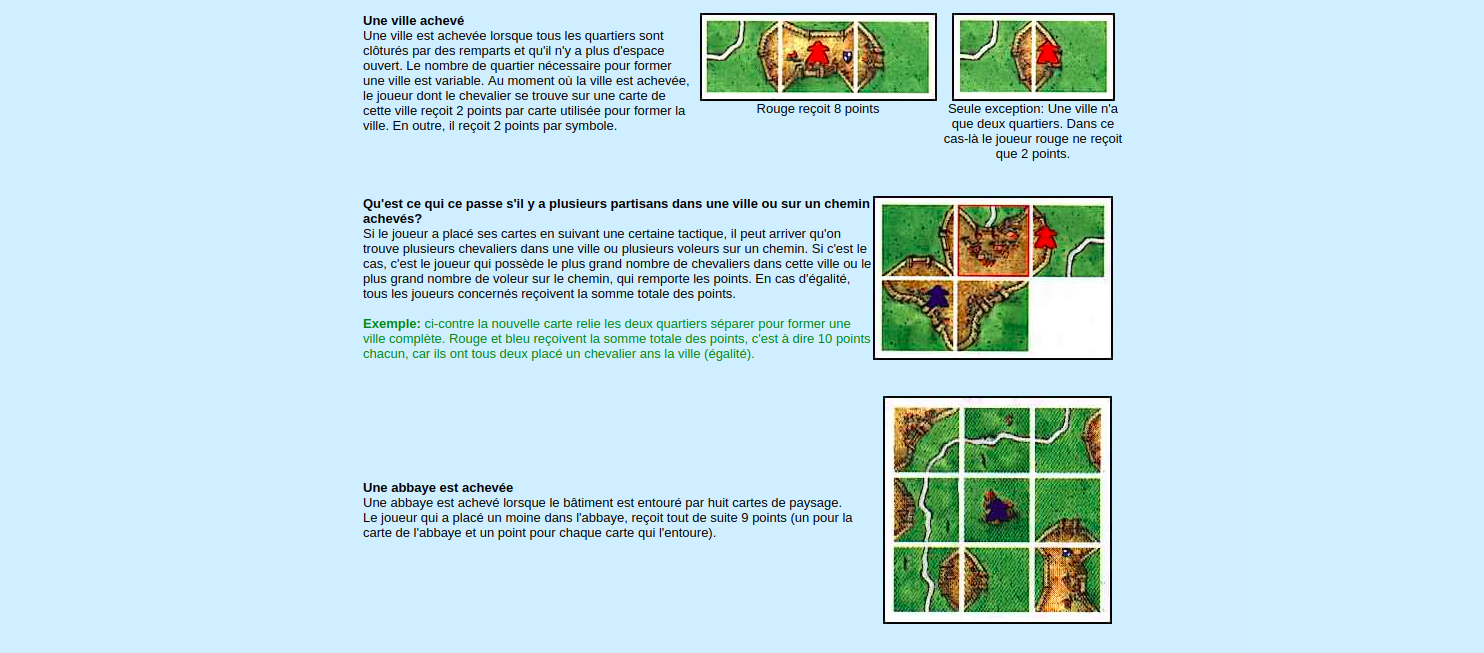 Une ville achevé
Une ville est achevée lorsque tous les quartiers sont
clôturés par des remparts et qu'il n'y a plus d'espace
ouvert. Le nombre de quartier nécessaire pour former
une ville est variable. Au moment où la ville est achevée,
le joueur dont le chevalier se trouve sur une carte de
cette ville reçoit 2 points par carte utilisée pour former la
ville. En outre, il reçoit 2 points par symbole.
Rouge reçoit 8 points
Seule exception: Une ville n'a
que deux quartiers. Dans ce
cas-là le joueur rouge ne reçoit
que 2 points.
Qu'est ce qui ce passe s'il y a plusieurs partisans dans une ville ou sur un chemin
achevés?
Si le joueur a placé ses cartes en suivant une certaine tactique, il peut arriver qu'on
trouve plusieurs chevaliers dans une ville ou plusieurs voleurs sur un chemin. Si c'est le
cas, c'est le joueur qui possède le plus grand nombre de chevaliers dans cette ville ou le
plus grand nombre de voleur sur le chemin, qui remporte les points. En cas d'égalité,
tous les joueurs concernés reçoivent la somme totale des points.
Exemple: ci-contre la nouvelle carte relie les deux quartiers séparer pour former une
ville complète. Rouge et bleu reçoivent la somme totale des points, c'est à dire 10 points
chacun, car ils ont tous deux placé un chevalier ans la ville (égalité).
Une abbaye est achevée
Une abbaye est achevé lorsque le bâtiment est entouré par huit cartes de paysage.
Le joueur qui a placé un moine dans l'abbaye, reçoit tout de suite 9 points (un pour la
carte de l'abbaye et un point pour chaque carte qui l'entoure).